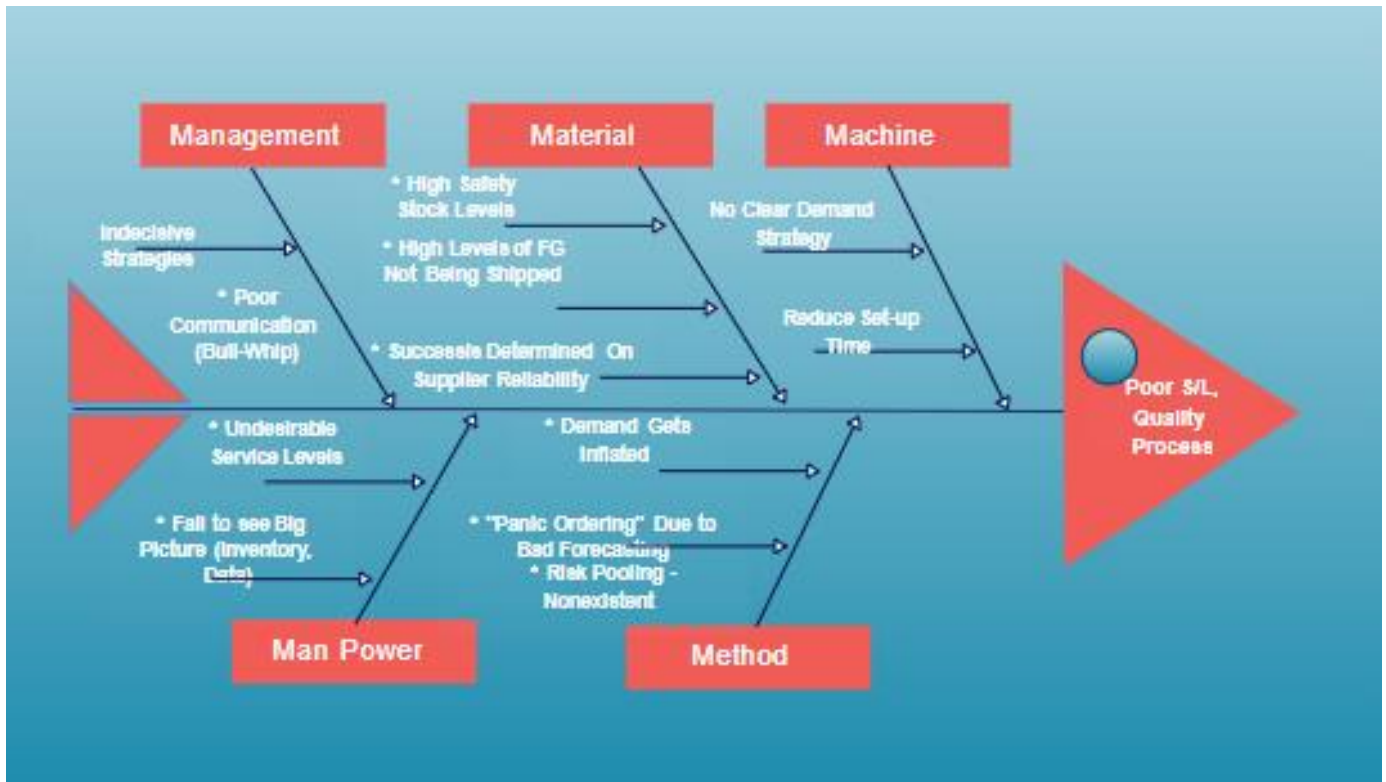 Management
Material
Machine
* High Safety
Stock Levels
No Clear Demand
Strategy
Indecisive
Strategies
* High Levels of FG
Not Being Shipped
* Poor
Communication
(Bull-Whip)
Reduce Set-up
Time
* Success is Determined On
Supplier Reliability
Poor S/L,
Quality
Process
* Undesirable
Service Levels
* Demand Gets
Inflated
* Fail to see Big
Picture (Inventory,
Data)
* "Panic Ordering" Due to
Bad Forecasting
* Risk Pooling -
Nonexistent
Man Power
Method